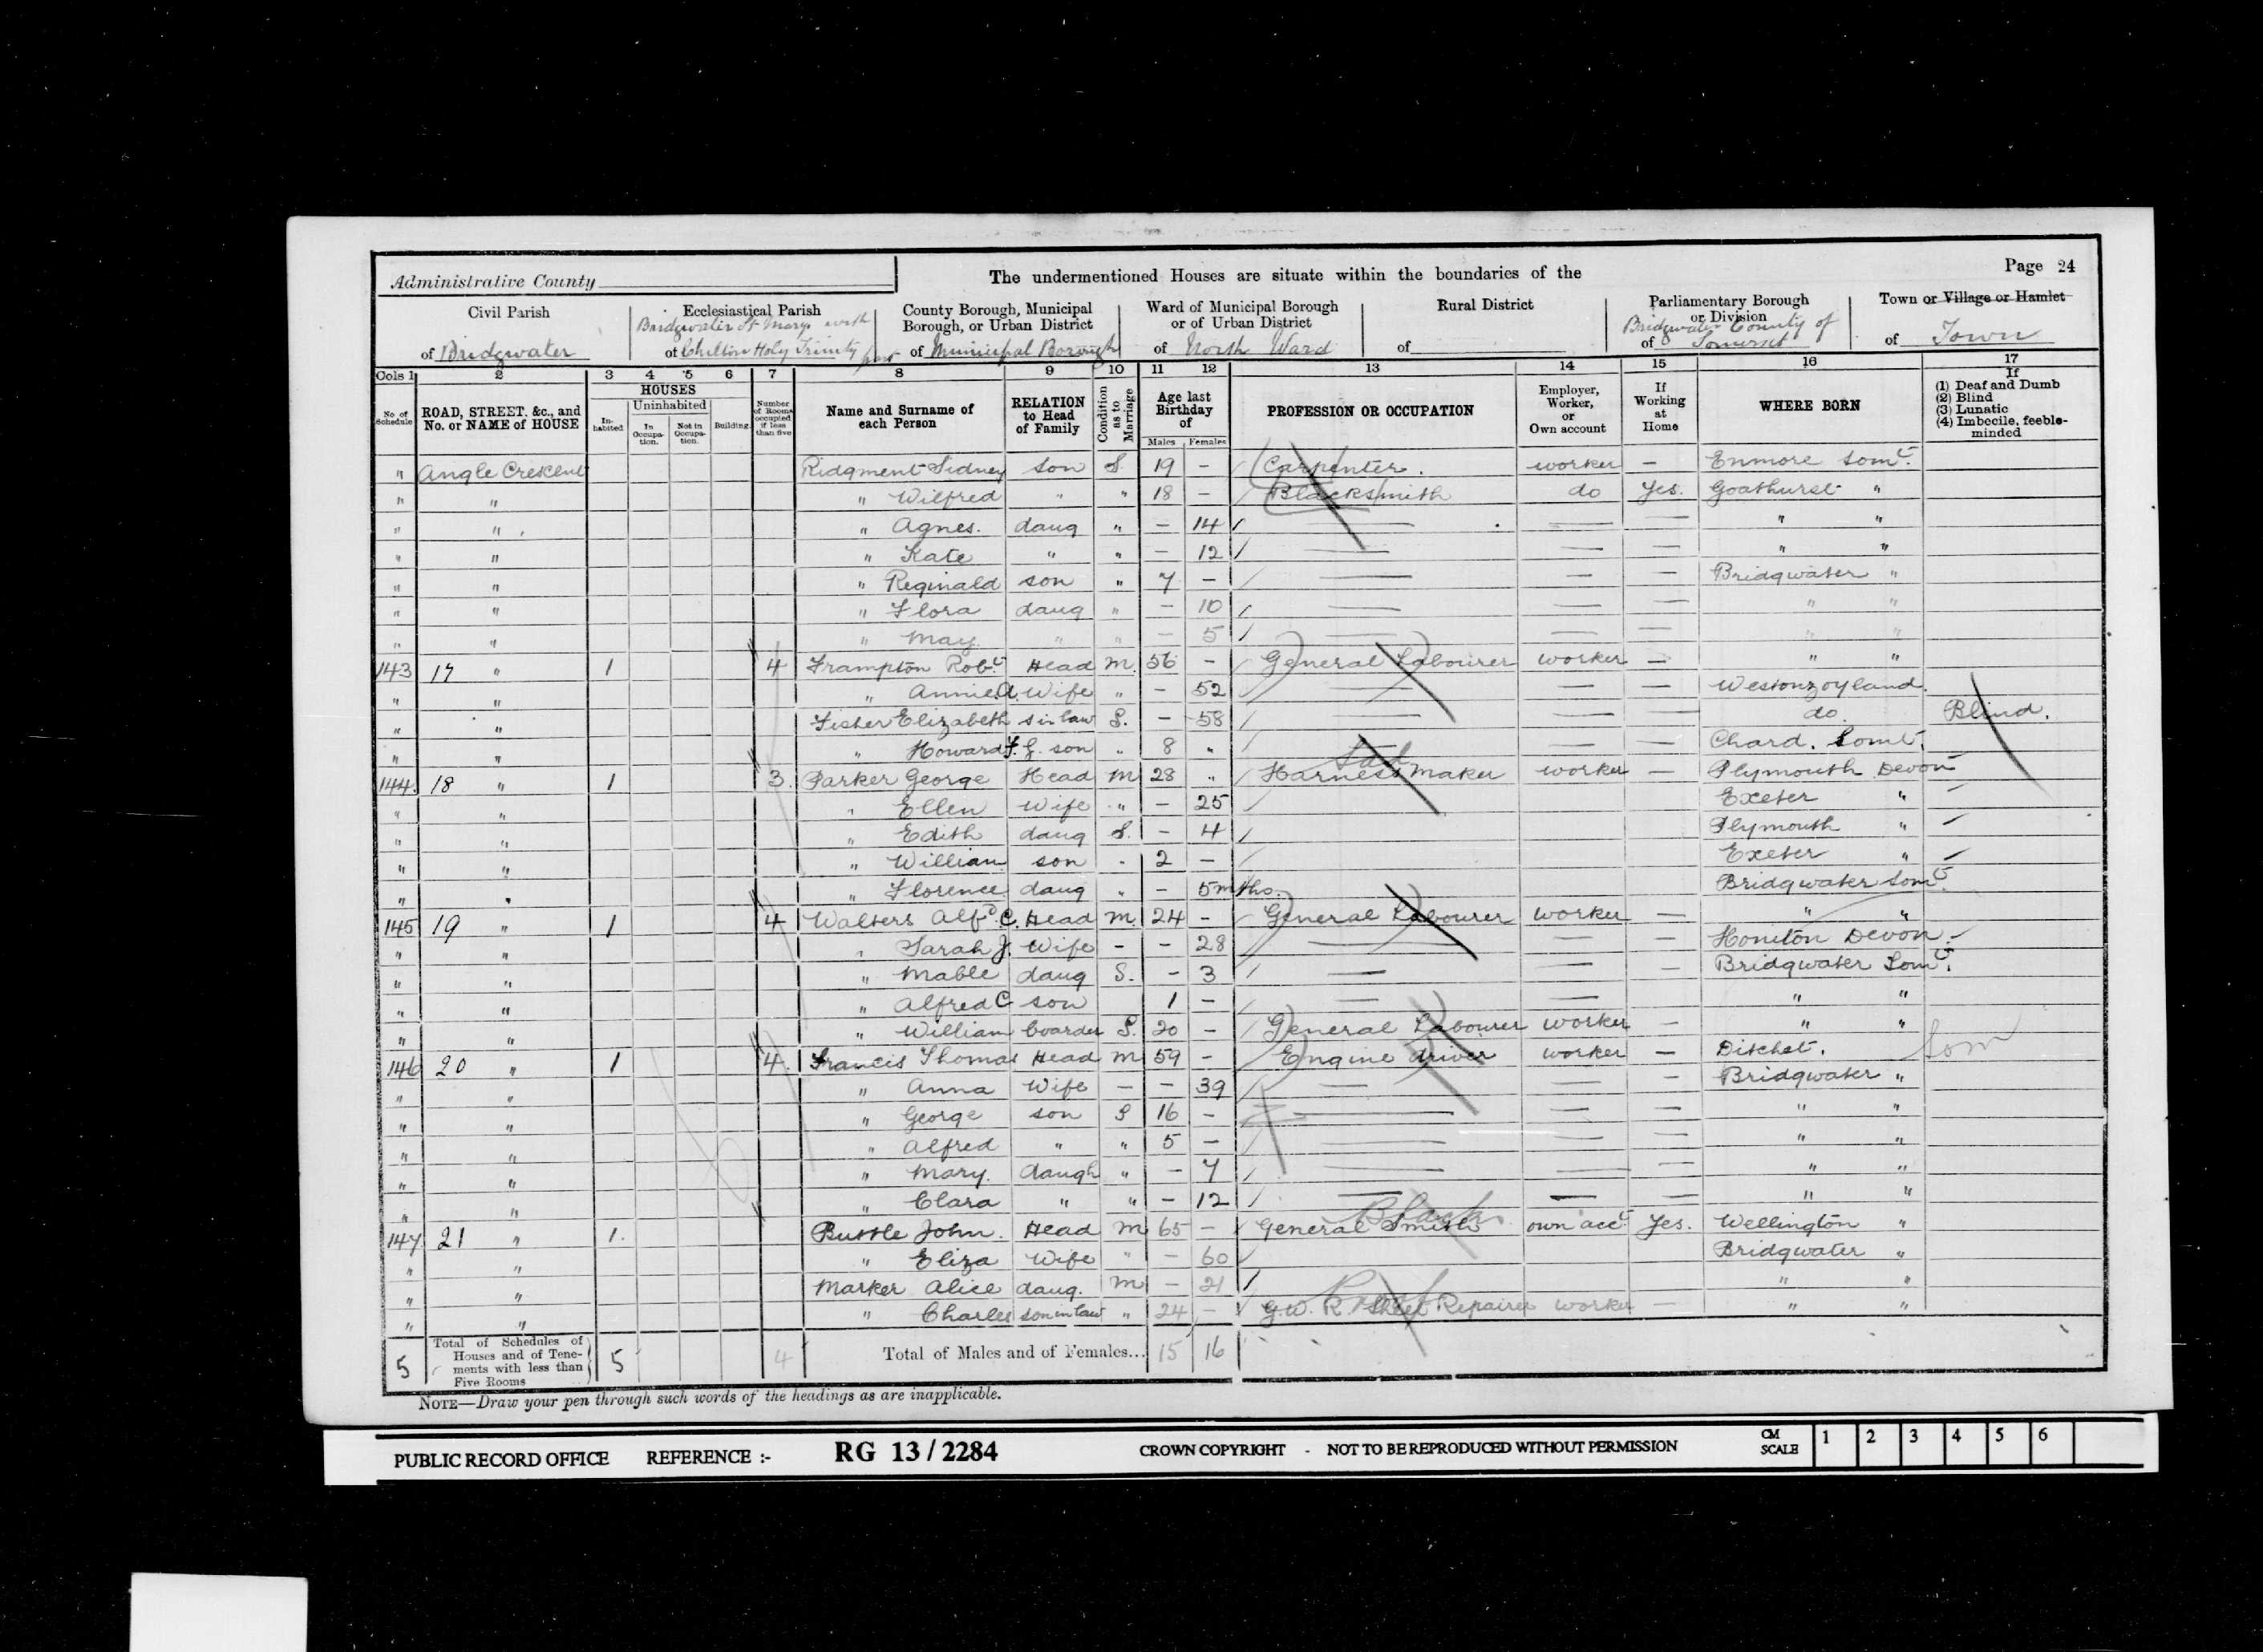 Page 24
Administrative County
The undermentioned Houses are situate within the boundaries of the
Civil Parish
of Bridgwater
Ecclesiastical Parish
Bridgwater St Mary with
of Chilton Holy Trinity part
County Borough, Municipal
Borough, or Urban District
of Municipal Borough
Ward of Municipal Borough
or of Urban District
of North Ward
Rural District
of
Parliamentary Borough
or Division
Bridgwater County of
of Somerset
Town or Village or Hamlet
of Town
Cols 1 2 3 4 5 6 7 8 9 10 11 12 13 14 15 16 17
No. of Schedule
ROAD, STREET, &c., and No. or NAME of HOUSE
HOUSES
In-habited
Uninhabited
In Occupa-tion.
Not in Occupa-tion.
Building
Number of Rooms occupied if less than five
Name and Surname of each Person
RELATION to Head of Family
Condition as to Marriage
Age last Birthday of
Males Females
PROFESSION OR OCCUPATION
Employer, Worker, or Own account
If Working at Home
WHERE BORN
If
(1) Deaf and Dumb
(2) Blind
(3) Lunatic
(4) Imbecile, feeble-minded
" Angle Crekent Ridgment Sidney son S. 19 - Carpenter. worker - Enmore Somt.
" " " Wilfred " " 18 - Blacksmith do Yes. Goathurst "
" " " Agnes. daug " - 14 — — — " "
" " " Kate " " - 12 — — — " "
" " " Reginald son " 7 - — — — Bridgwater "
" " " Flora daug " - 10 — — — " "
" " " May. " " - 5 — — — " "
143 17 " 1 4 Frampton Robt Head M. 56 - General Labourer worker - " "
" " " Annie.A. Wife " - 52 — — — Westonzoyland.
" " Fisher Elizabeth s in law S. - 58 — — — do. Blind.
" " " Howard F. G. son " 8 " — — — Chard. Somt.
144. 18 " 1 3. Parker George Head M 28 " Harness Maker Sad worker - Plymouth Devon
" " " Ellen Wife " - 25 Exeter "
" " " Edith daug S. - 4 Plymouth "
" " " William son . 2 - Exeter "
" " " Florence daug " - 5 mths. Bridgwater Somt.
145 19 " 1 4 Walters Alfd. C. Head M. 24 - General Labourer worker - " "
" " " Sarah J. Wife - - 28 — — — Honiton Devon.
" " " Mable daug S. - 3 — — — Bridgwater Somt.
" " " Alfred C son 1 - — — " "
" " " William boarder S. 20 - General Labourer worker - " "
146 20 " 1 4. Francis Thomas Head M 59 - Engine driver worker - Ditchet. Som
" " " Anna Wife - - 39 — — — Bridgwater "
" " " George son S 16 - — — — " "
" " " Alfred " " 5 - — — — " "
" " " Mary. daugh " - 7 — — — " "
" " " Clara " " - 12 — — — " "
147 21 " 1. Buttle John. Head M 65 - General Smith Black own acct Yes. Wellington "
" " " Eliza Wife " - 60 Bridgwater "
" " Marker Alice daug. M - 21 " "
" " " Charles son in law " 24 - G.W.R. Sheet Repairer worker - " "
5 Total of Schedules of Houses and of Tene-ments with less than Five Rooms 5 4 Total of Males and of Females... 15 16
NOTE—Draw your pen through such words of the headings as are inapplicable.
PUBLIC RECORD OFFICE REFERENCE :- RG 13/2284 CROWN COPYRIGHT - NOT TO BE REPRODUCED WITHOUT PERMISSION CM SCALE 1 2 3 4 5 6